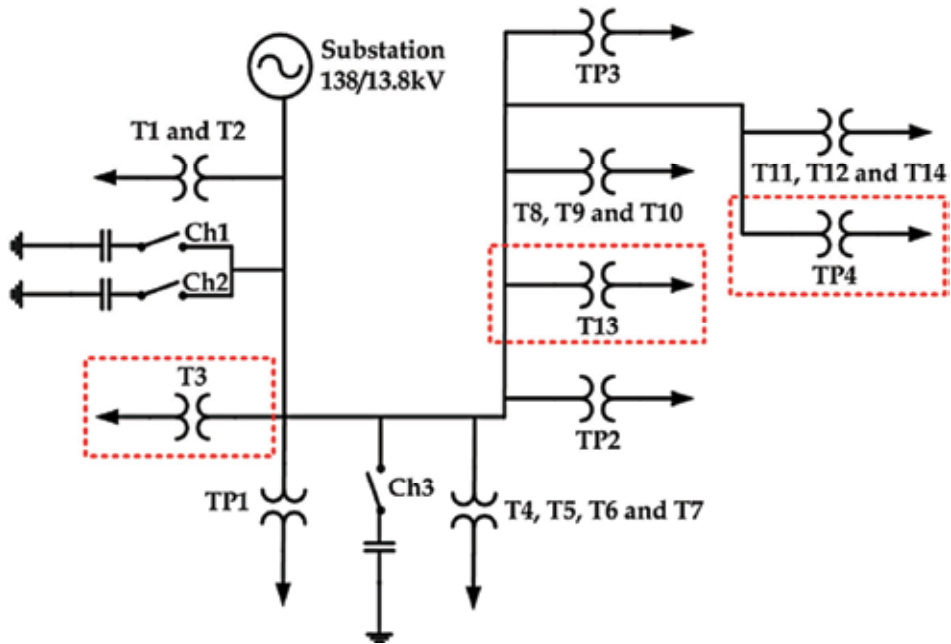 Substation
138/13.8kV
TP3
T1 and T2
T11, T12 and T14
T8, T9 and T10
Ch1
TP4
Ch2
T13
T3
TP2
TP1
Ch3
T4, T5, T6 and T7